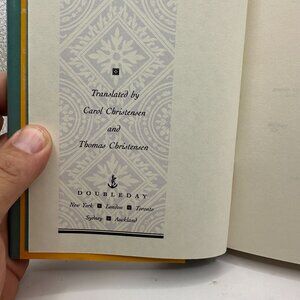 Translated by
Carol Christensen
and
Thomas Christensen
DOUBLEDAY
New York ■ London ■ Toronto
Sydney ■ Auckland